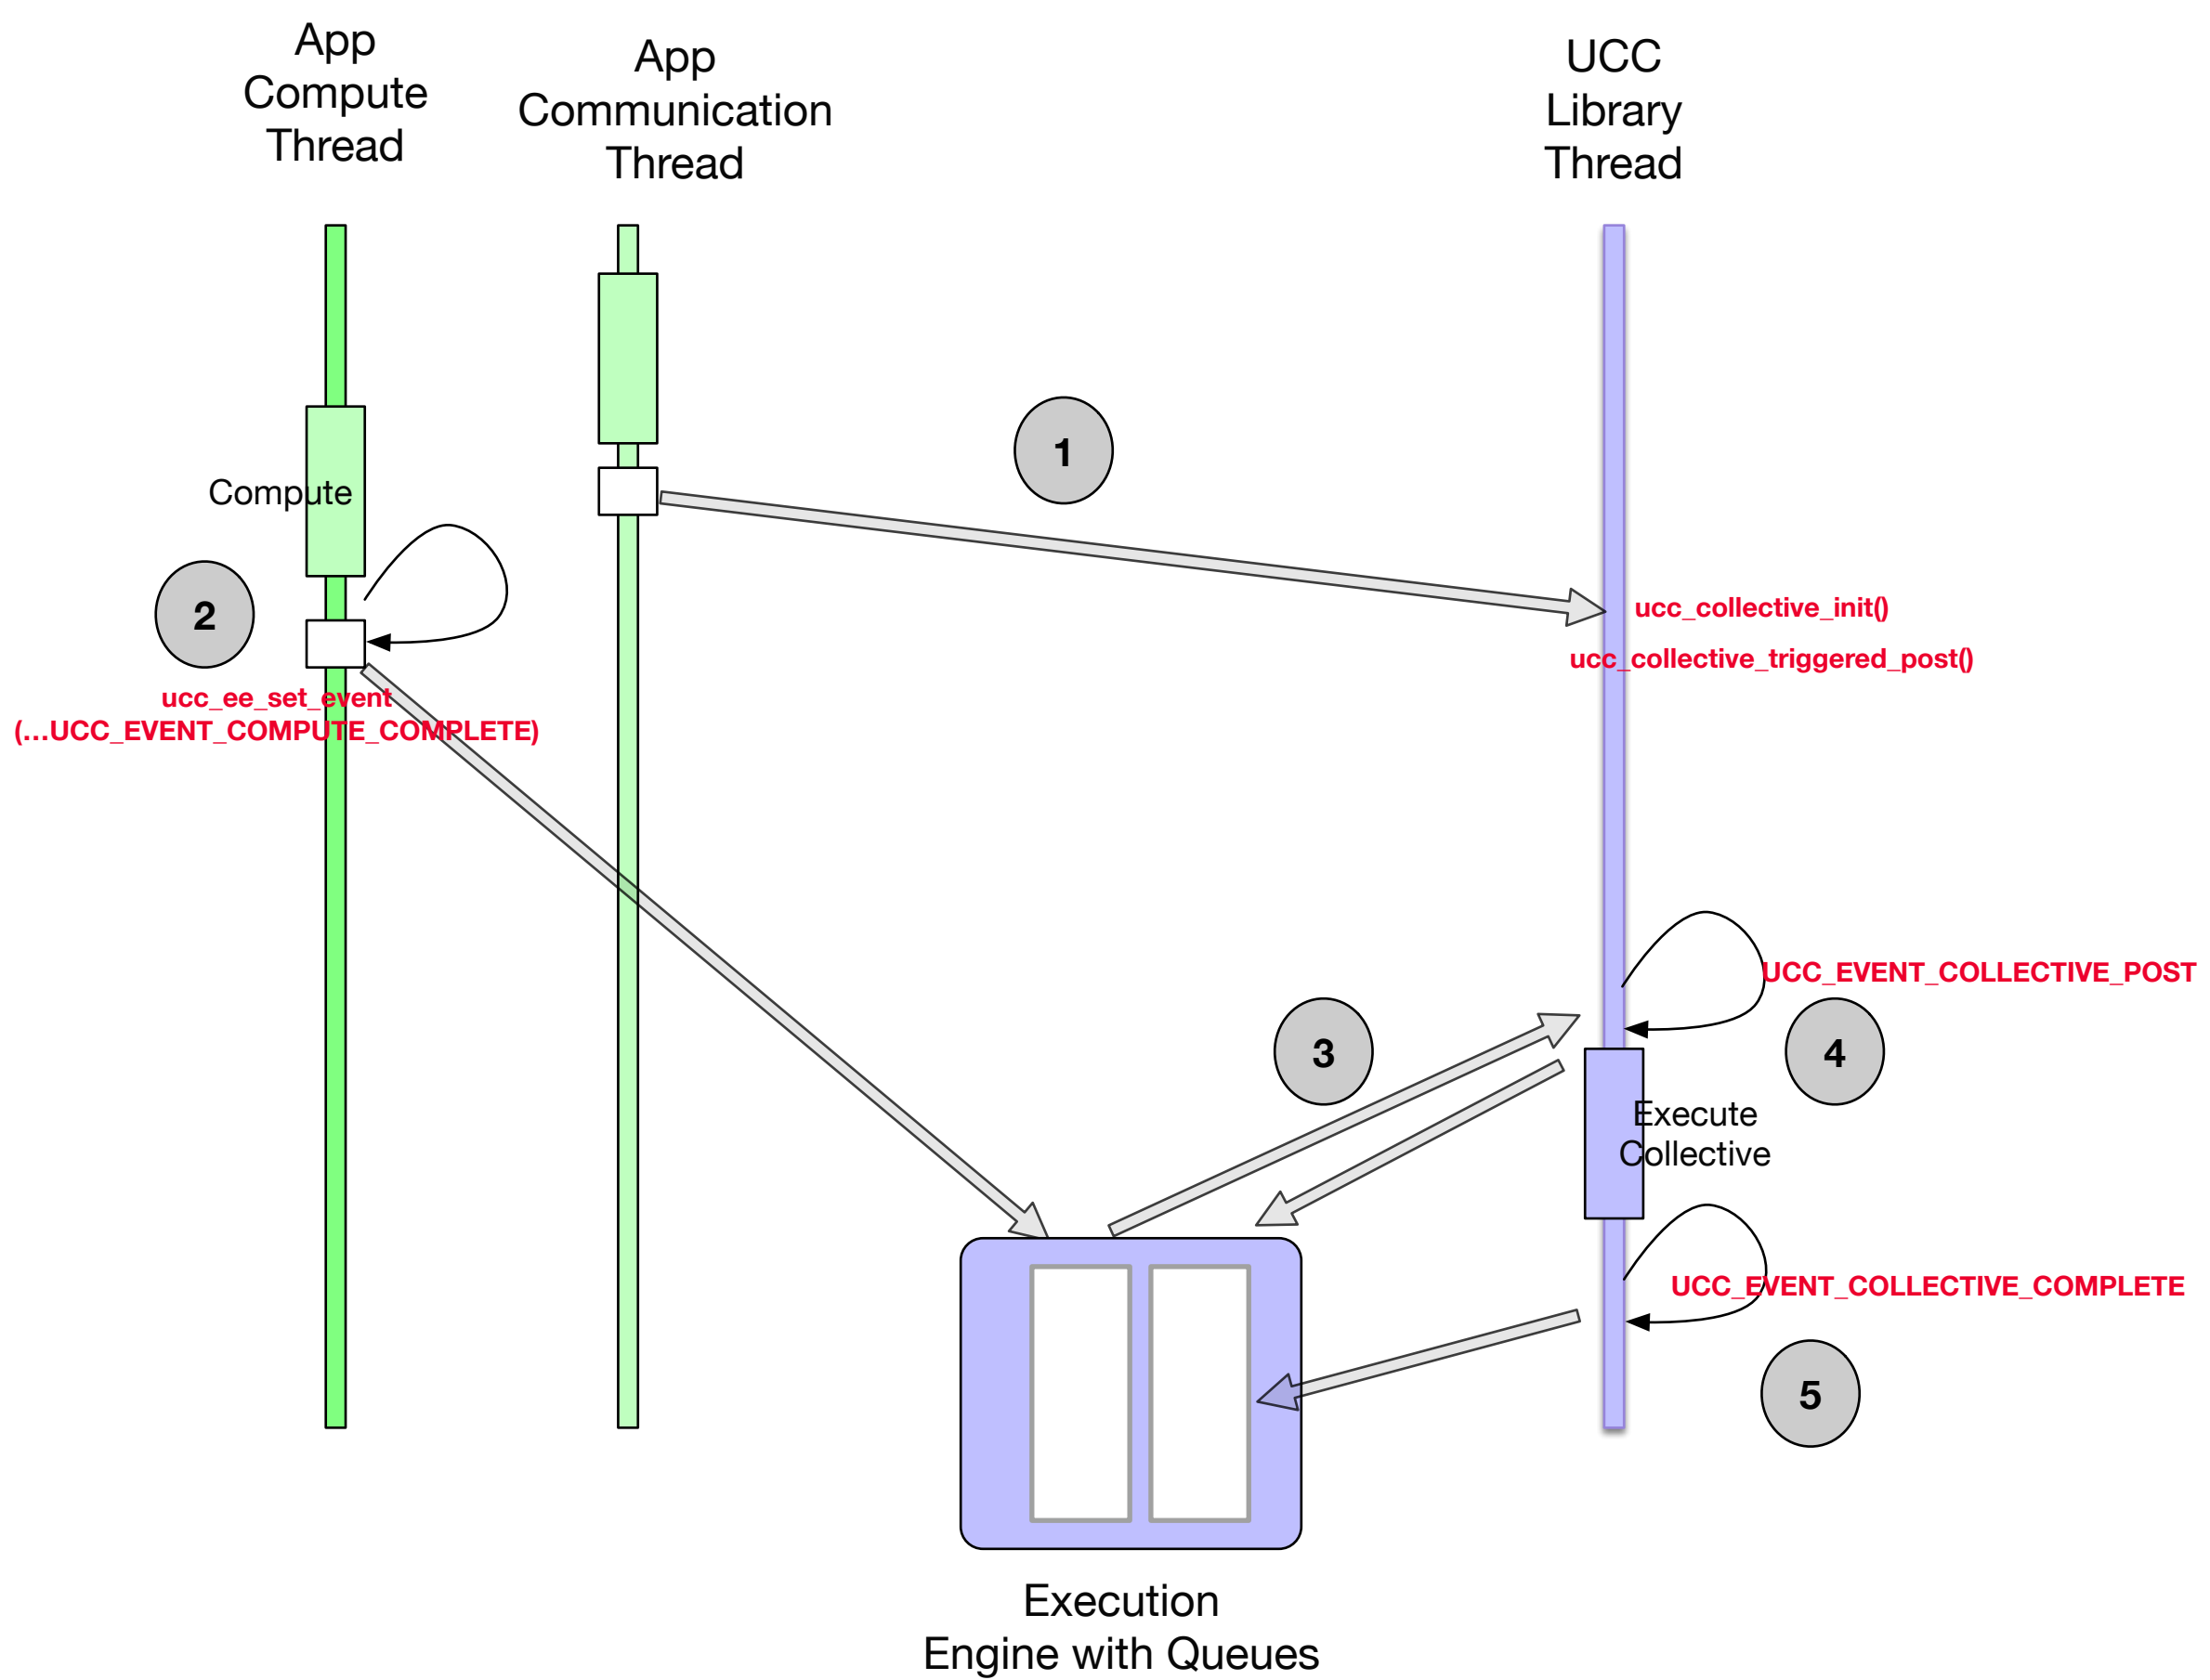 App
Compute
Thread
App
Communication
Thread
UCC
Library
Thread
1
Compute
2
ucc_collective_init()
ucc_collective_triggered_post()
ucc_ee_set_event
(...UCC_EVENT_COMPUTE_COMPLETE)
UCC_EVENT_COLLECTIVE_POST
3
4
Execute
Collective
UCC_EVENT_COLLECTIVE_COMPLETE
5
Execution
Engine with Queues